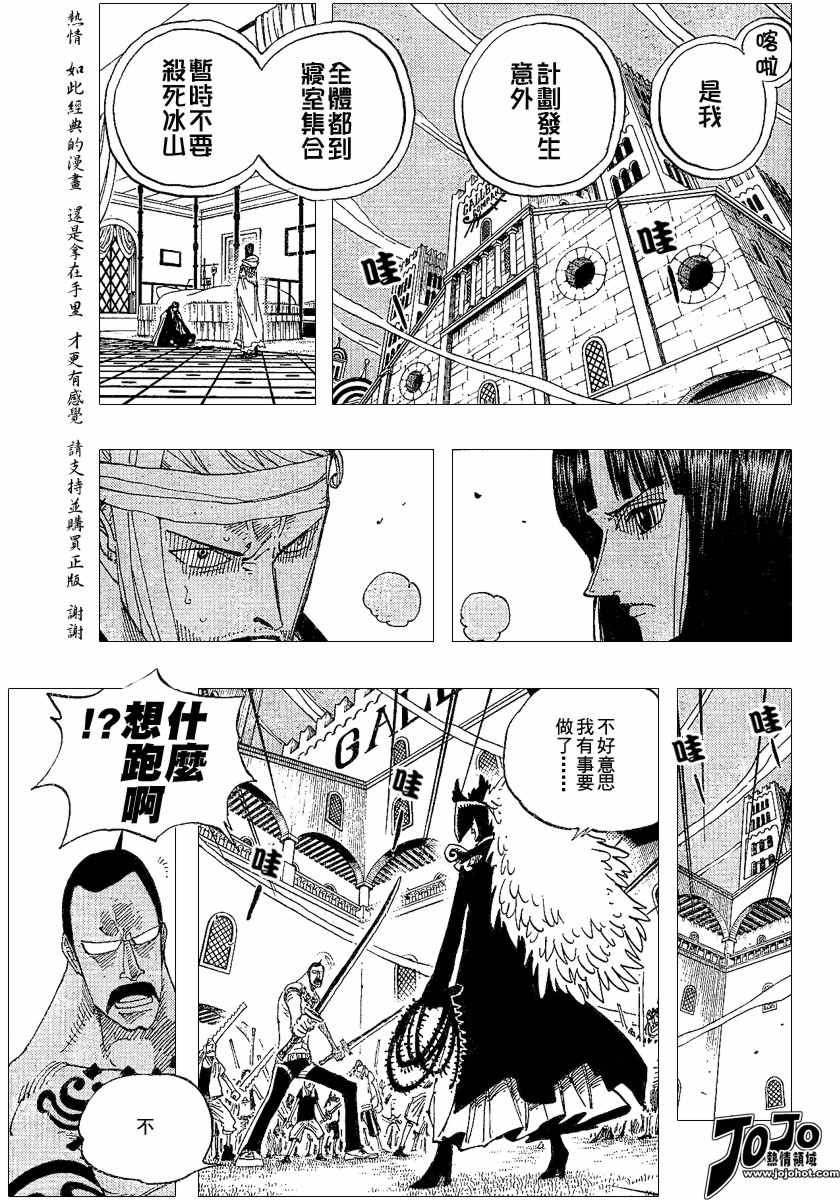 喀啦
是我
計劃發生
意外
全體都到
寢室集合
暫時不要
殺死冰山
GALL
哇
哇
哇
哇
不好意思
我有事要
做了……
GALL
哇
哇
什麼
想跑啊
!?
不
熱情 如此經典的漫畫 還是拿在手里 才更有感覺 請支持並購買正版 謝謝
JOJO
熱情領域
www.jojohot.com